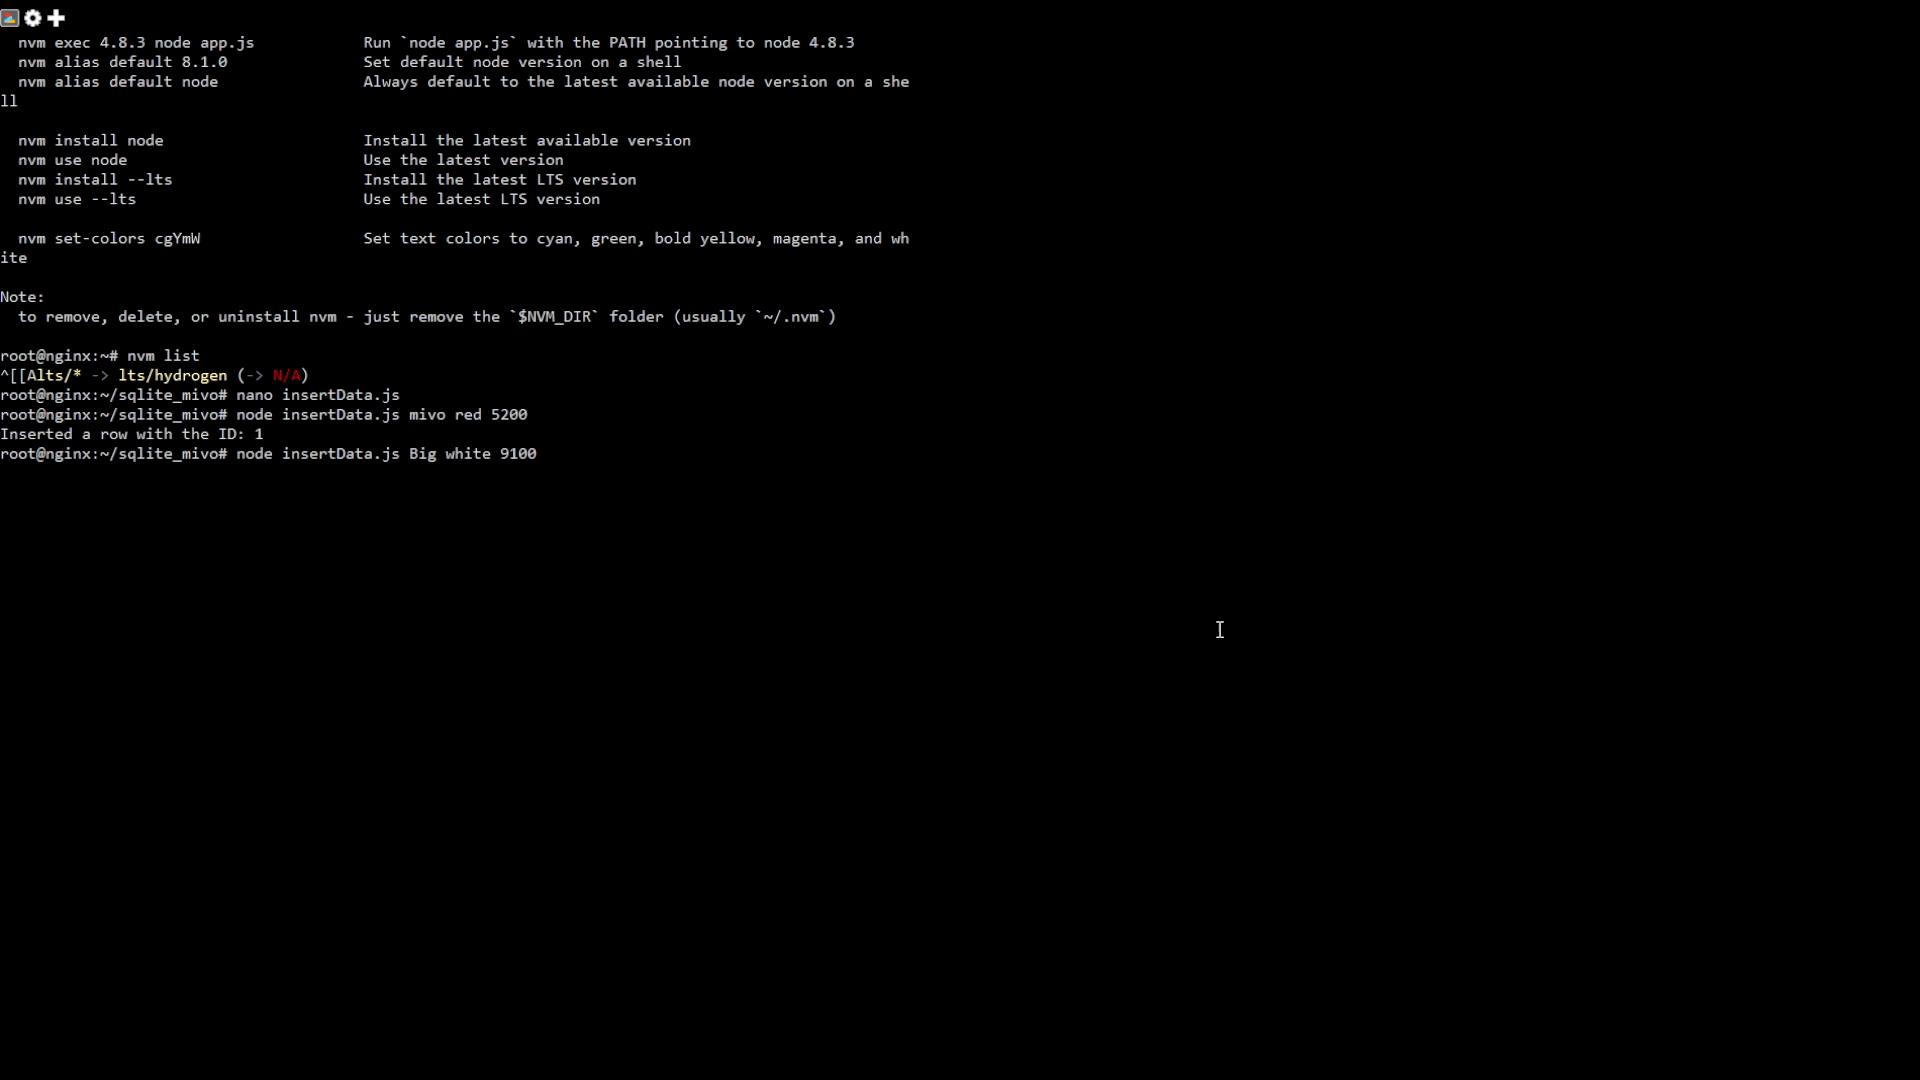 nvm exec 4.8.3 node app.js Run `node app.js` with the PATH pointing to node 4.8.3
nvm alias default 8.1.0 Set default node version on a shell
nvm alias default node Always default to the latest available node version on a she
ll
nvm install node Install the latest available version
nvm use node Use the latest version
nvm install --lts Install the latest LTS version
nvm use --lts Use the latest LTS version
nvm set-colors cgYmW Set text colors to cyan, green, bold yellow, magenta, and wh
ite
Note:
to remove, delete, or uninstall nvm - just remove the `$NVM_DIR` folder (usually `~/.nvm`)
root@nginx:~# nvm list
^[[Alts/* -> lts/hydrogen (-> N/A)
root@nginx:~/sqlite_mivo# nano insertData.js
root@nginx:~/sqlite_mivo# node insertData.js mivo red 5200
Inserted a row with the ID: 1
root@nginx:~/sqlite_mivo# node insertData.js Big white 9100